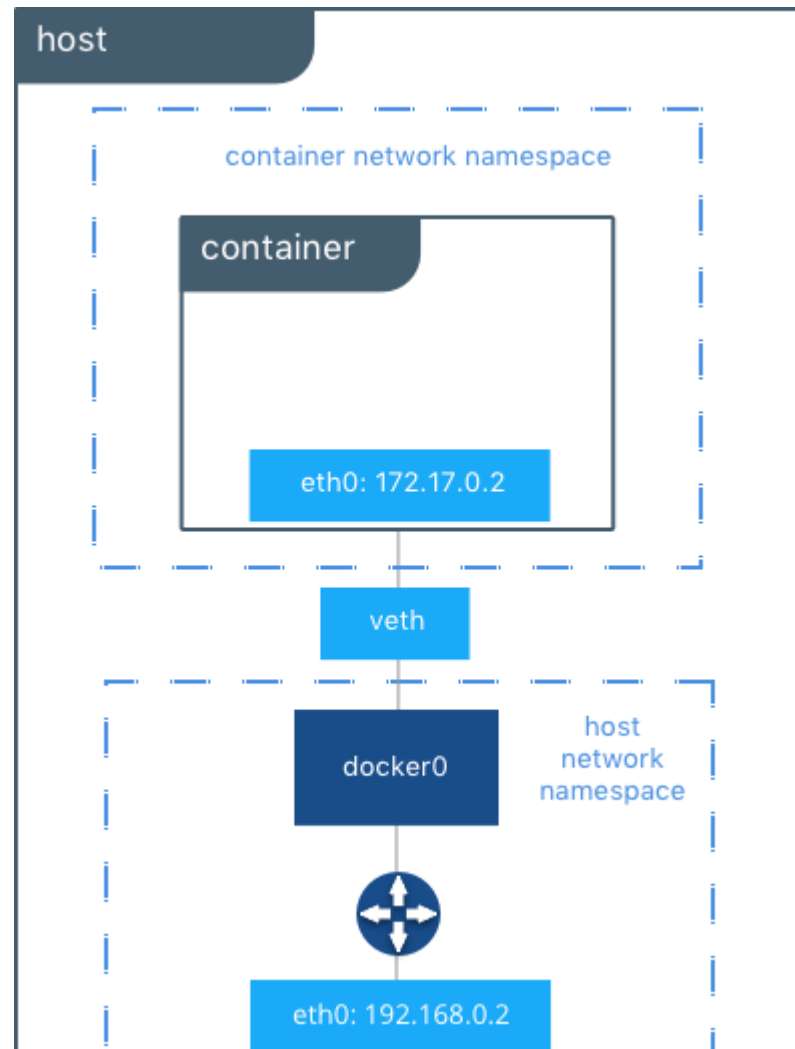 host
container network namespace
container
eth0: 172.17.0.2
veth
host
network
namespace
docker0
eth0: 192.168.0.2